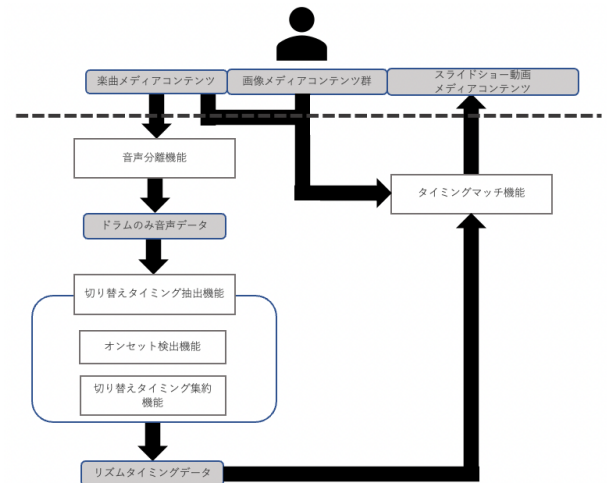 楽曲メディアコンテンツ
画像メディアコンテンツ群
スライドショー動画
メディアコンテンツ
音声分離機能
タイミングマッチ機能
ドラムのみ音声データ
切り替えタイミング抽出機能
オンセット検出機能
切り替えタイミング集約
機能
リズムタイミングデータ